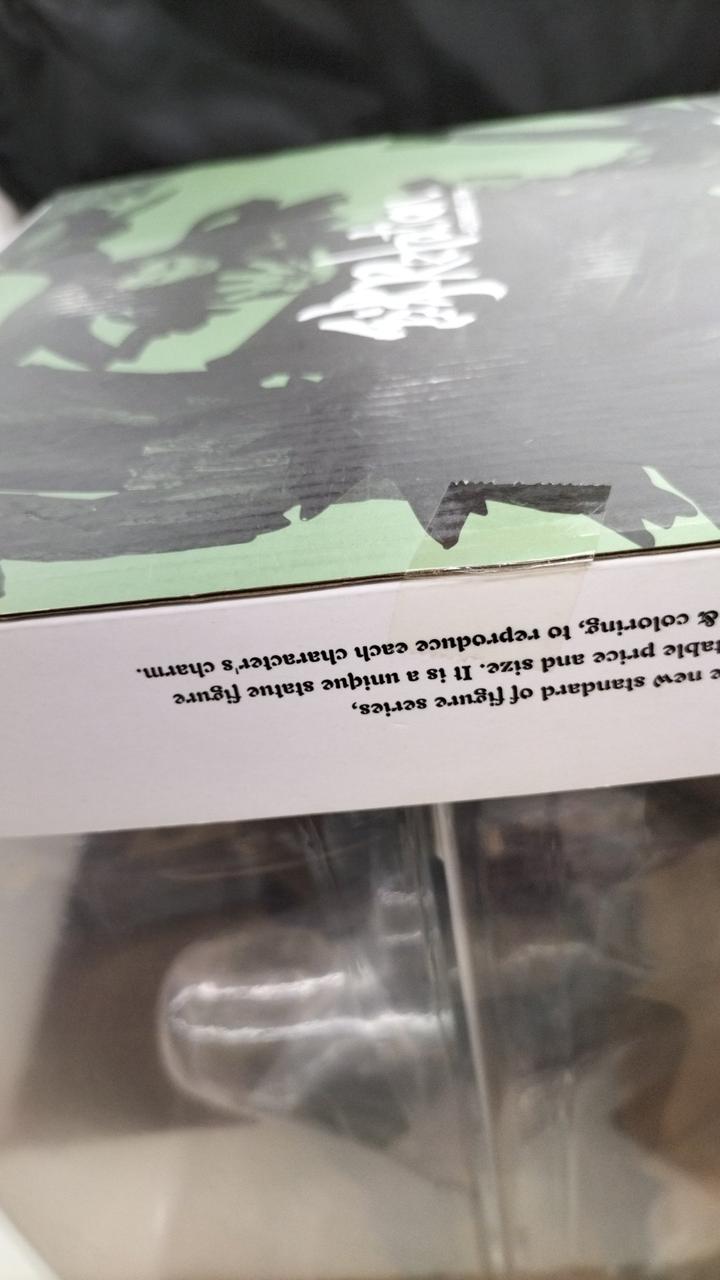 e new standard of figure series,
table price and size. It is a unique statue figure
& coloring, to reproduce each character's charm.